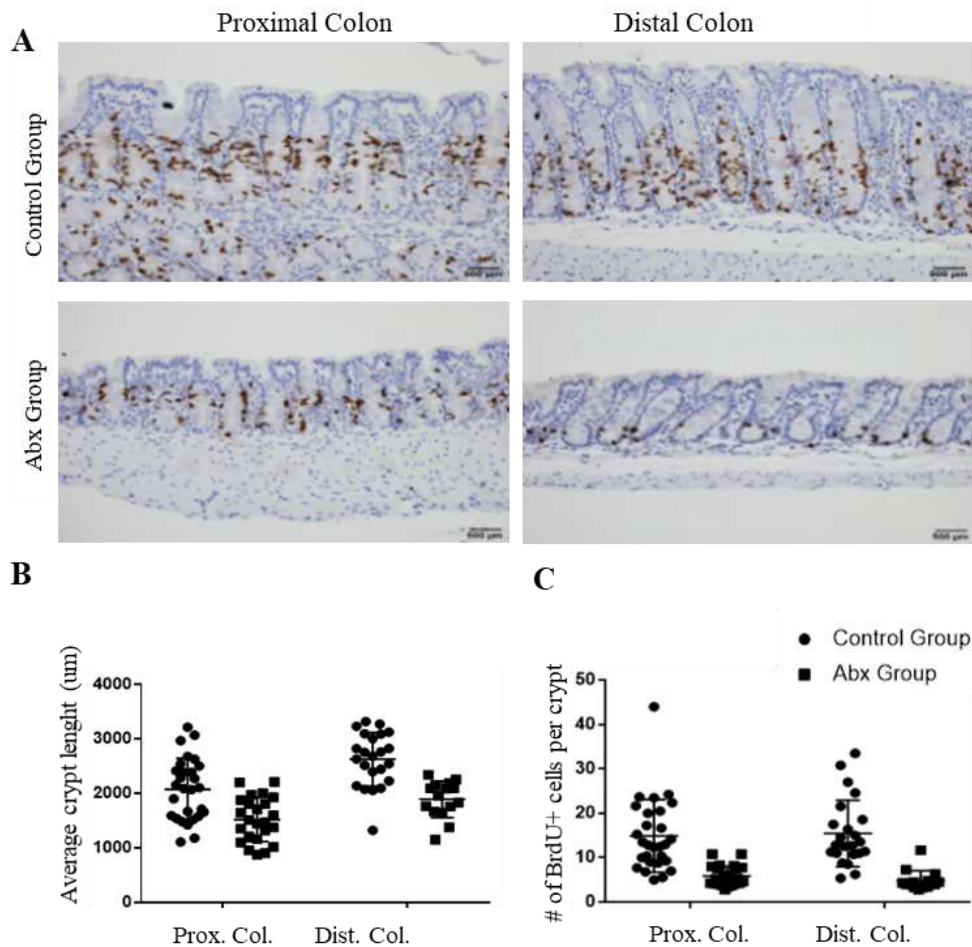 Proximal Colon
Distal Colon
A
Control Group
500 µm
500 µm
Abx Group
500 µm
500 µm
B
C
Average crypt lenght (um)
4000
3000
2000
1000
0
Prox. Col.
Dist. Col.
Control Group
Abx Group
# of BrdU+ cells per crypt
50
40
30
20
10
0
Prox. Col.
Dist. Col.